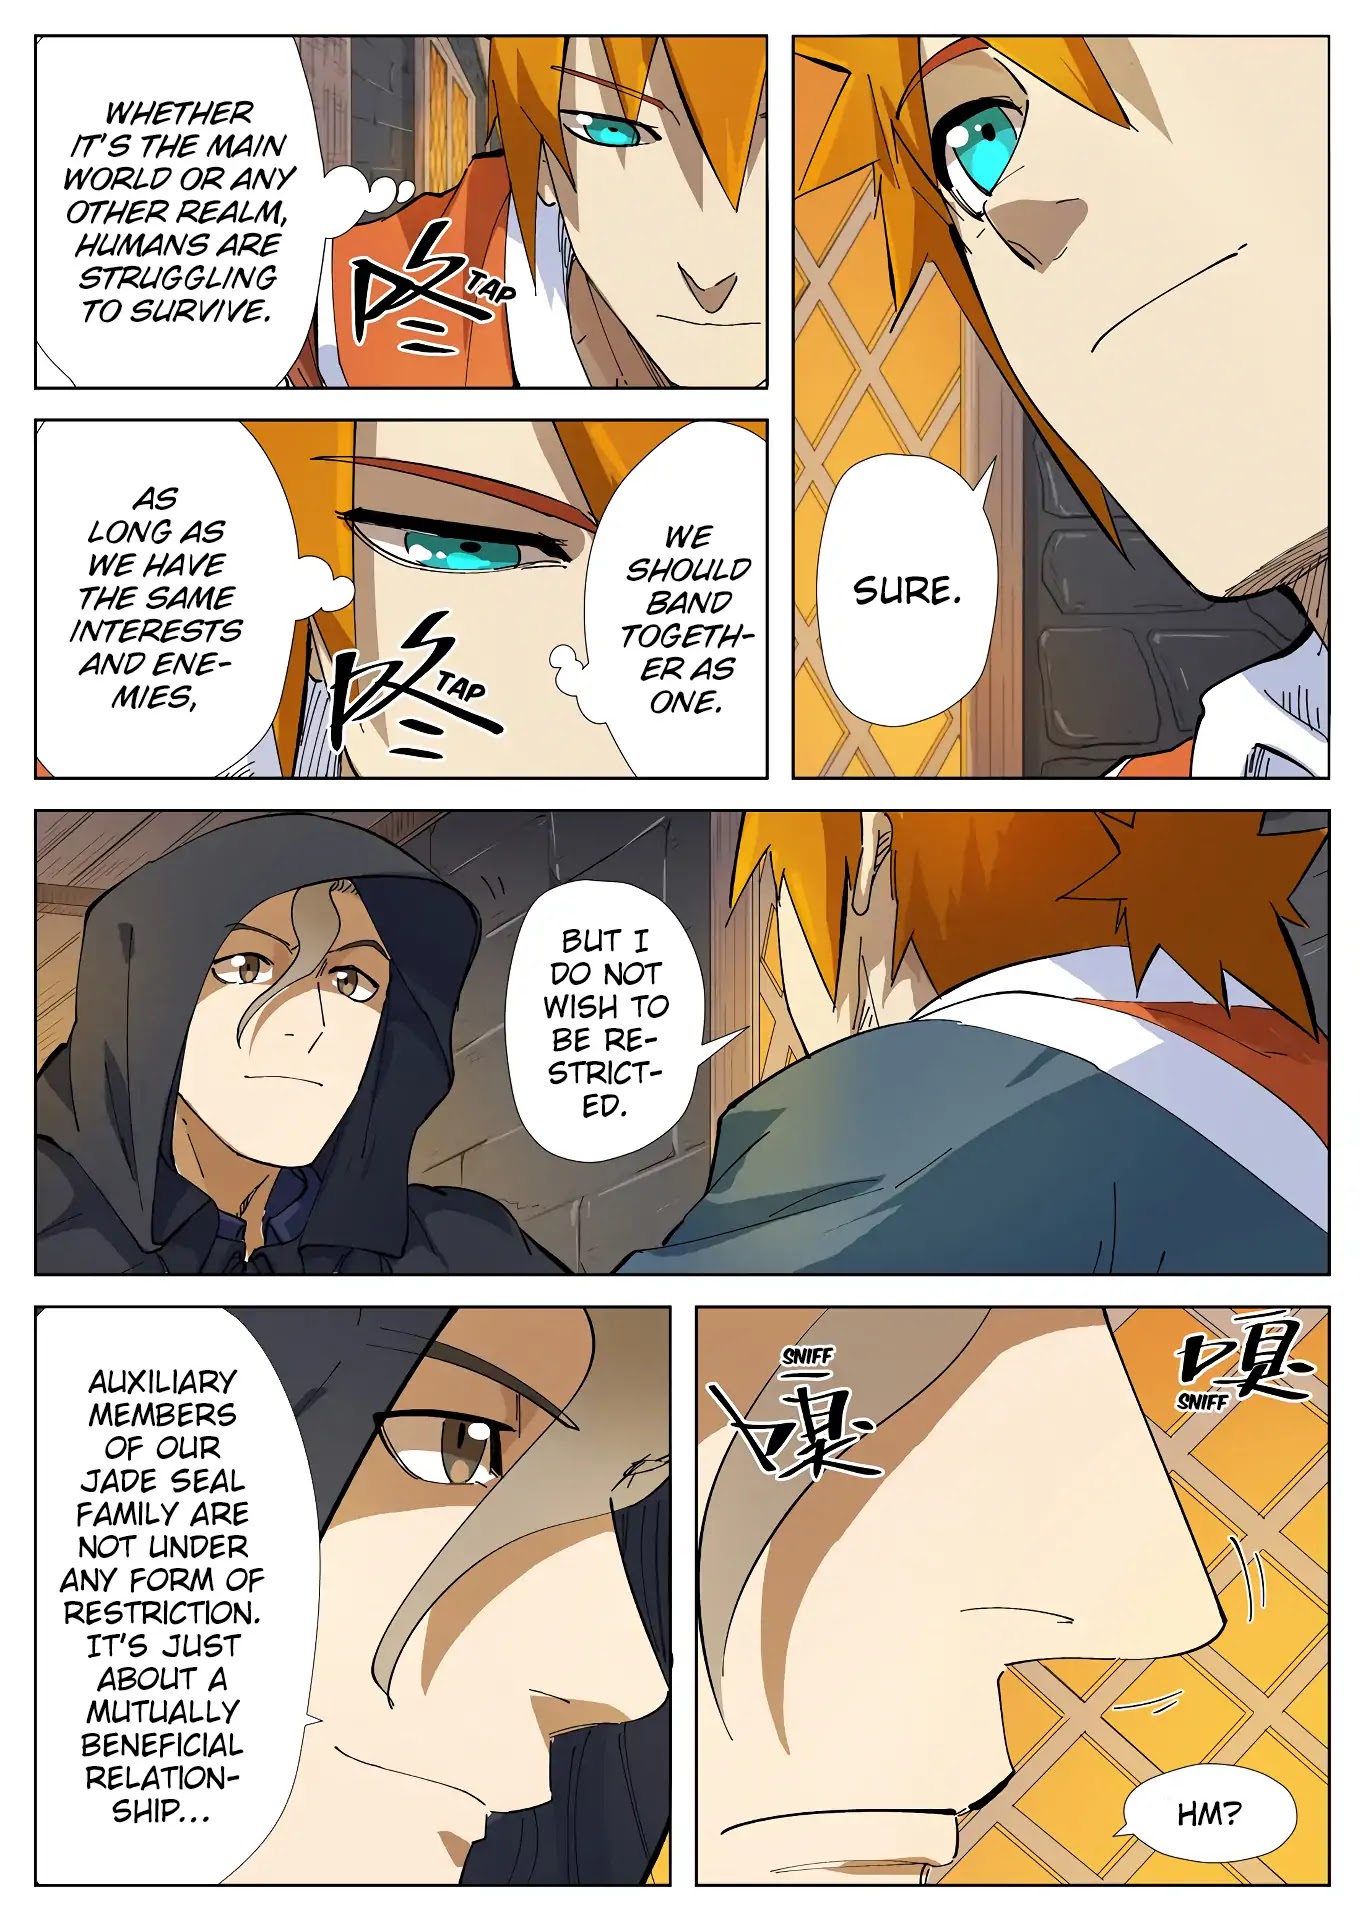 WHETHER
IT'S THE MAIN
WORLD OR ANY
OTHER REALM,
HUMANS ARE
STRUGGLING
TO SURVIVE.
咚
TAP
AS
LONG AS
WE HAVE
THE SAME
INTERESTS
AND ENE-
MIES,
咚
TAP
WE
SHOULD
BAND
TOGETH-
ER AS
ONE.
SURE.
BUT I
DO NOT
WISH TO
BE RE-
STRICT-
ED.
AUXILIARY
MEMBERS
OF OUR
JADE SEAL
FAMILY ARE
NOT UNDER
ANY FORM OF
RESTRICTION.
IT'S JUST
ABOUT A
MUTUALLY
BENEFICIAL
RELATION-
SHIP...
SNIFF
嗅
SNIFF
嗅
HM?